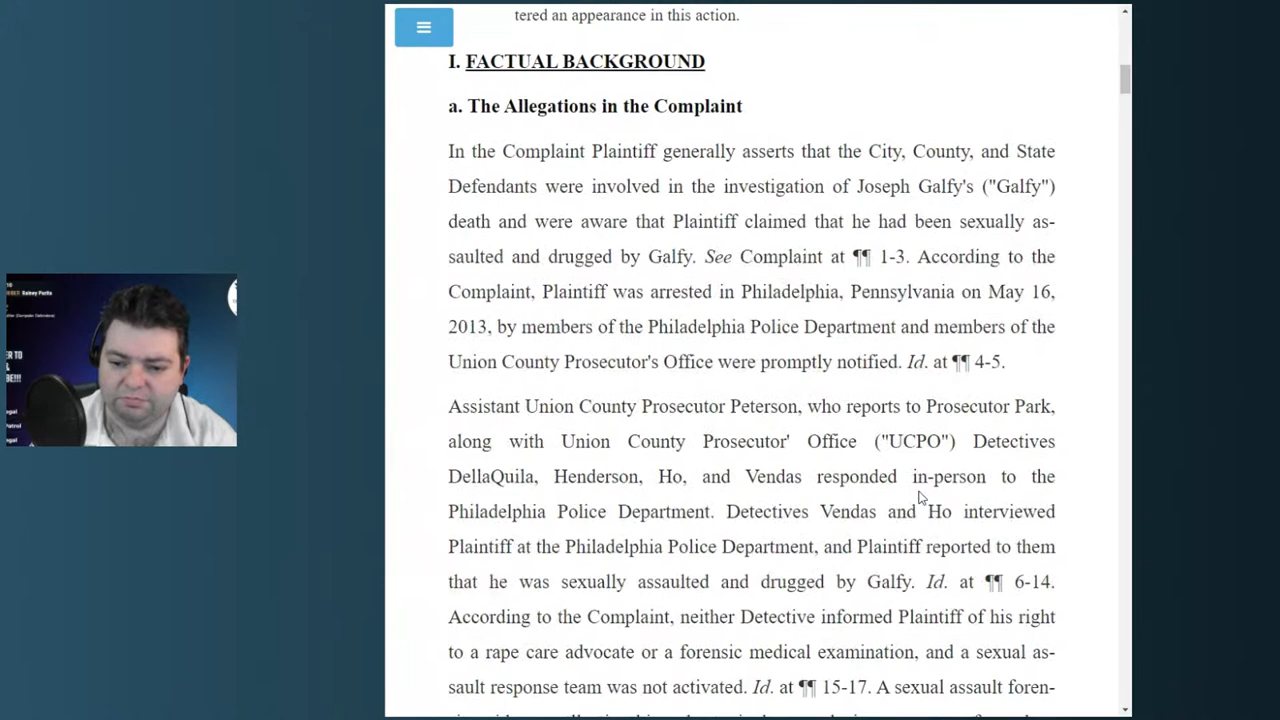 tered an appearance in this action.
I. FACTUAL BACKGROUND
a. The Allegations in the Complaint
In the Complaint Plaintiff generally asserts that the City, County, and State
Defendants were involved in the investigation of Joseph Galfy's ("Galfy")
death and were aware that Plaintiff claimed that he had been sexually as-
saulted and drugged by Galfy. See Complaint at ¶¶ 1-3. According to the
Complaint, Plaintiff was arrested in Philadelphia, Pennsylvania on May 16,
2013, by members of the Philadelphia Police Department and members of the
Union County Prosecutor's Office were promptly notified. Id. at ¶¶ 4-5.
Assistant Union County Prosecutor Peterson, who reports to Prosecutor Park,
along with Union County Prosecutor' Office ("UCPO") Detectives
DellaQuila, Henderson, Ho, and Vendas responded in-person to the
Philadelphia Police Department. Detectives Vendas and Ho interviewed
Plaintiff at the Philadelphia Police Department, and Plaintiff reported to them
that he was sexually assaulted and drugged by Galfy. Id. at ¶¶ 6-14.
According to the Complaint, neither Detective informed Plaintiff of his right
to a rape care advocate or a forensic medical examination, and a sexual as-
sault response team was not activated. Id. at ¶¶ 15-17. A sexual assault foren-